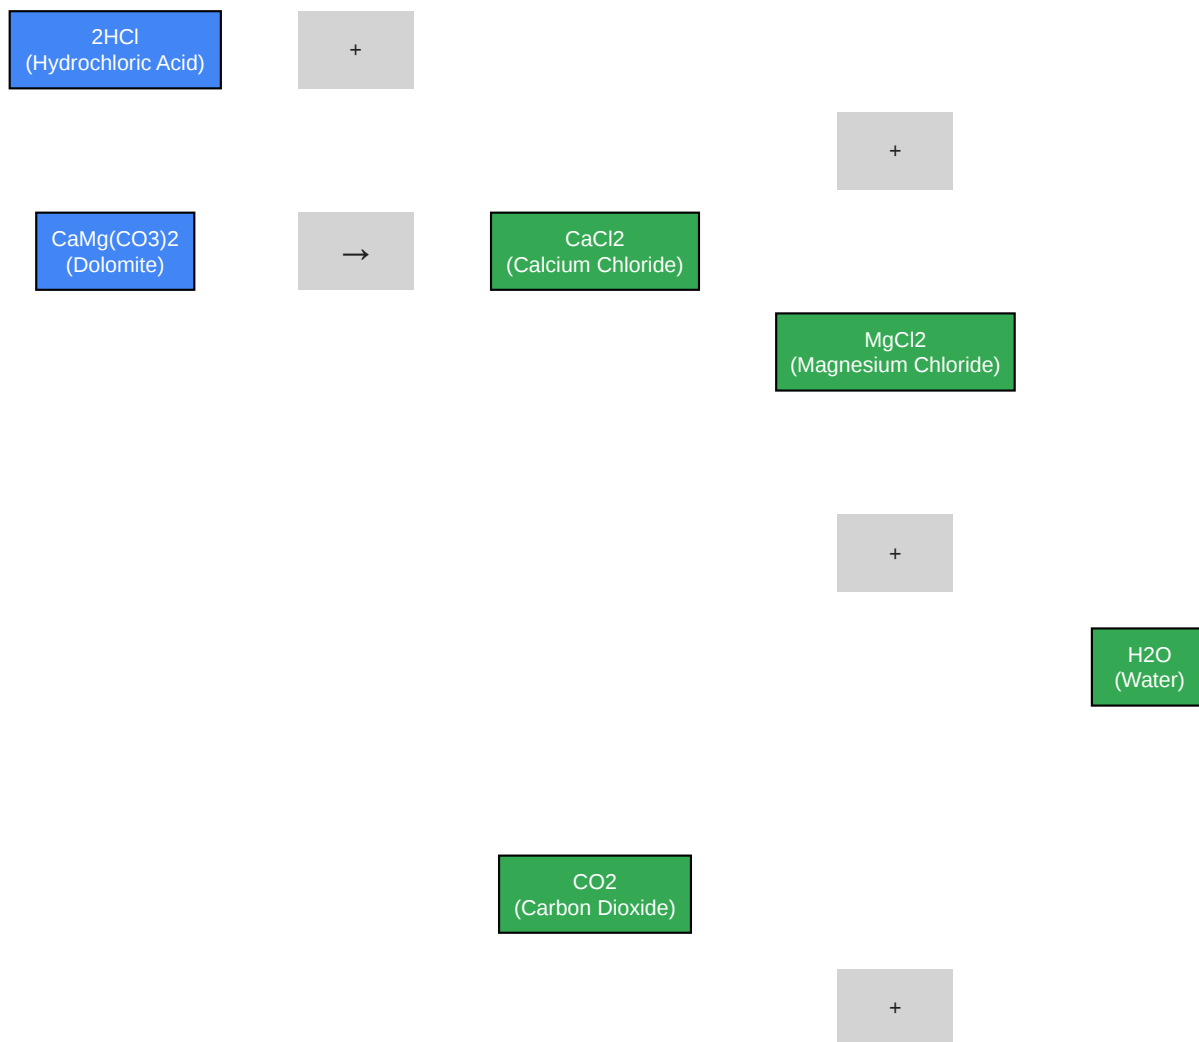 2HCl
(Hydrochloric Acid)
+
+
CaMg(CO3)2
(Dolomite)
→
CaCl2
(Calcium Chloride)
MgCl2
(Magnesium Chloride)
+
H2O
(Water)
CO2
(Carbon Dioxide)
+